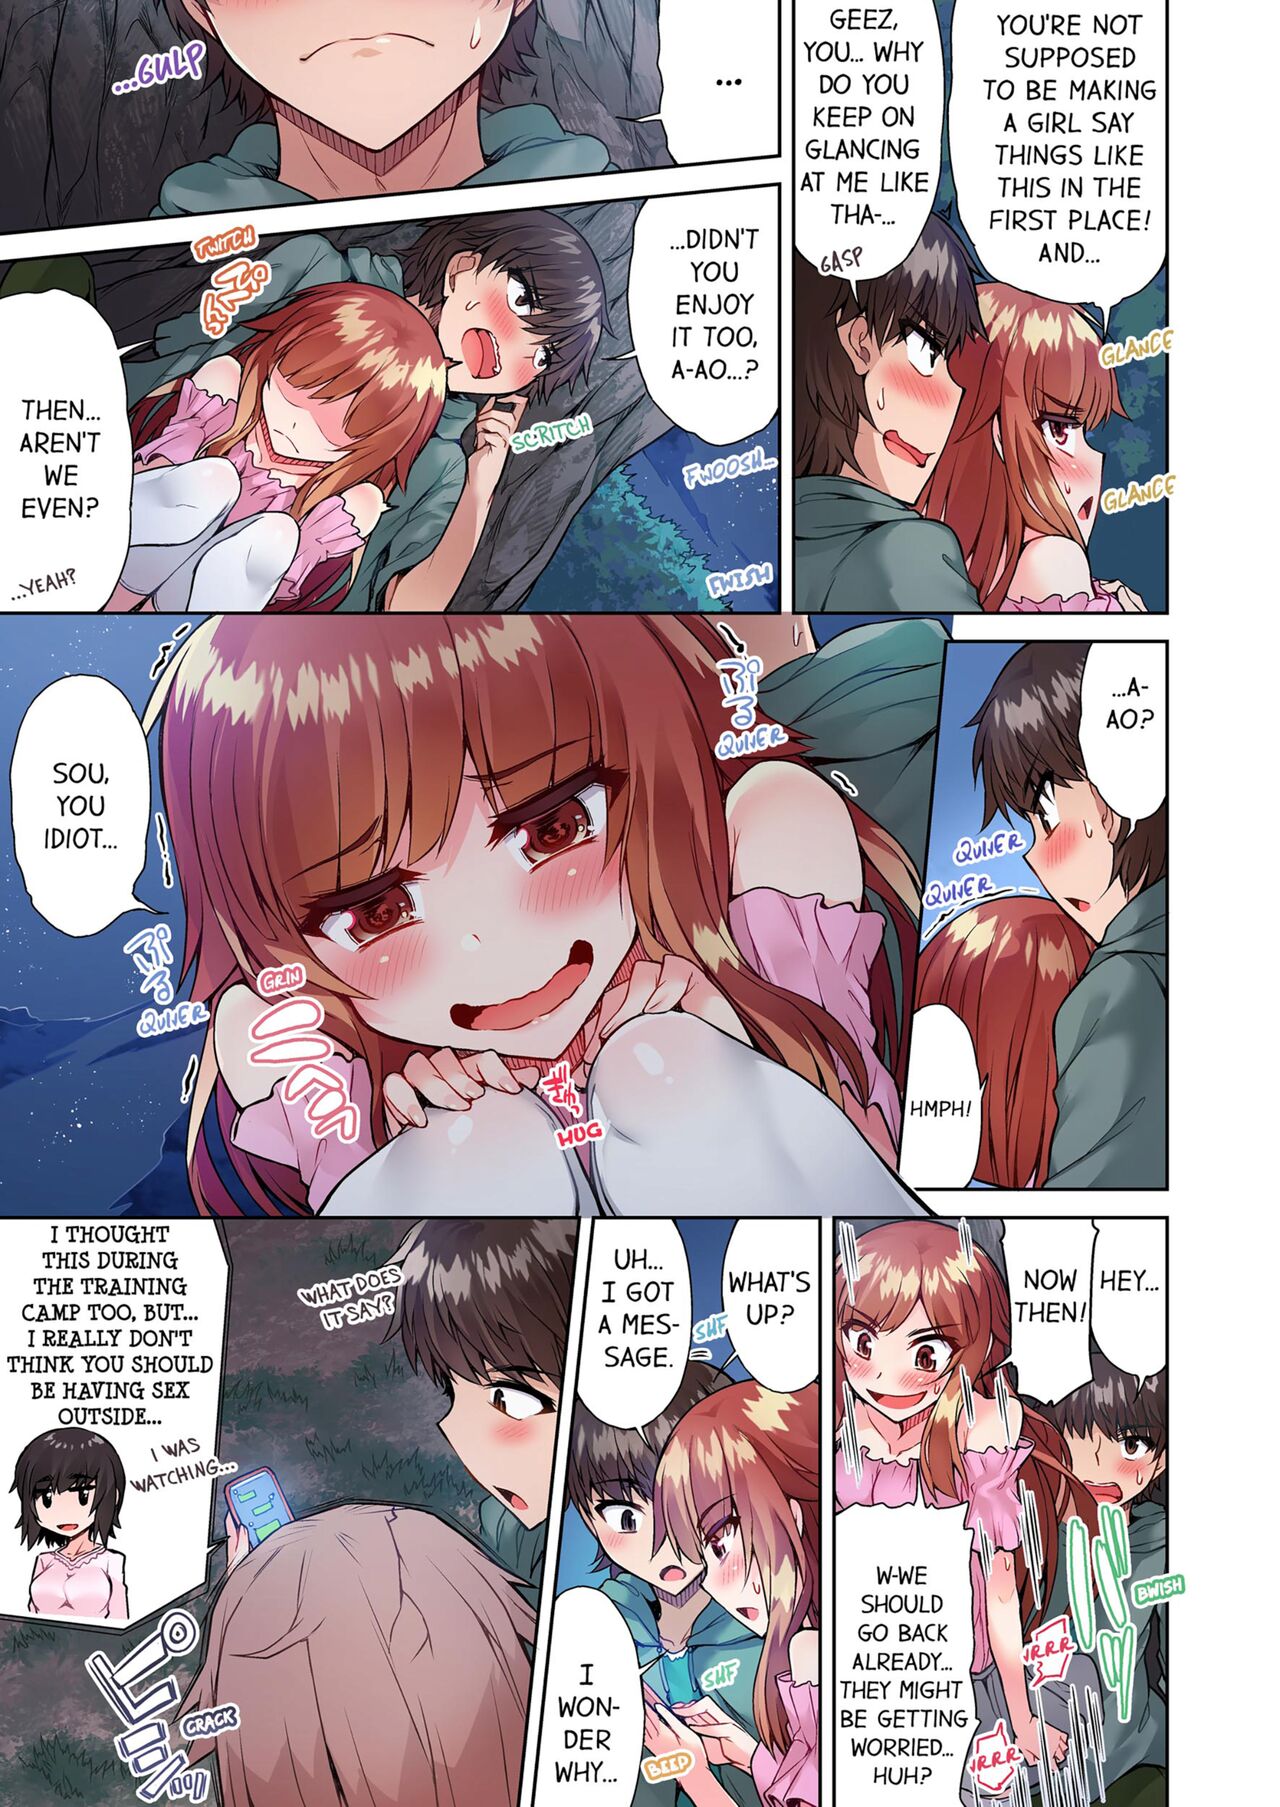 YOU'RE NOT
SUPPOSED
TO BE MAKING
A GIRL SAY
THINGS LIKE
THIS IN THE
FIRST PLACE!
AND...
GLANCE
GLANCE
GEEZ,
YOU... WHY
DO YOU
KEEP ON
GLANCING
AT ME LIKE
THA-...
GASP
...
...GULP
...DIDN'T
YOU
ENJOY
IT TOO,
A-AO...?
TWITCH
SCRITCH
FWOOSH...
FWISH
THEN...
AREN'T
WE
EVEN?
...YEAH?
...A-
AO?
QUIVER
QUIVER
HMPH!
ぷる
QUIVER
SOU,
YOU
IDIOT...
ぷる
QUIVER
GRIN
ぎゅっ
HUG
HEY...
NOW
THEN!
BWISH
JRRR
JRRR
W-WE
SHOULD
GO BACK
ALREADY...
THEY MIGHT
BE GETTING
WORRIED...
HUH?
WHAT'S
UP?
UH...
I GOT
A MES-
SAGE.
SHF
SHF
BEEP
I
WON-
DER
WHY...
WHAT DOES
IT SAY?
I THOUGHT
THIS DURING
THE TRAINING
CAMP TOO, BUT...
I REALLY DON'T
THINK YOU SHOULD
BE HAVING SEX
OUTSIDE...
I WAS
WATCHING...
CRACK